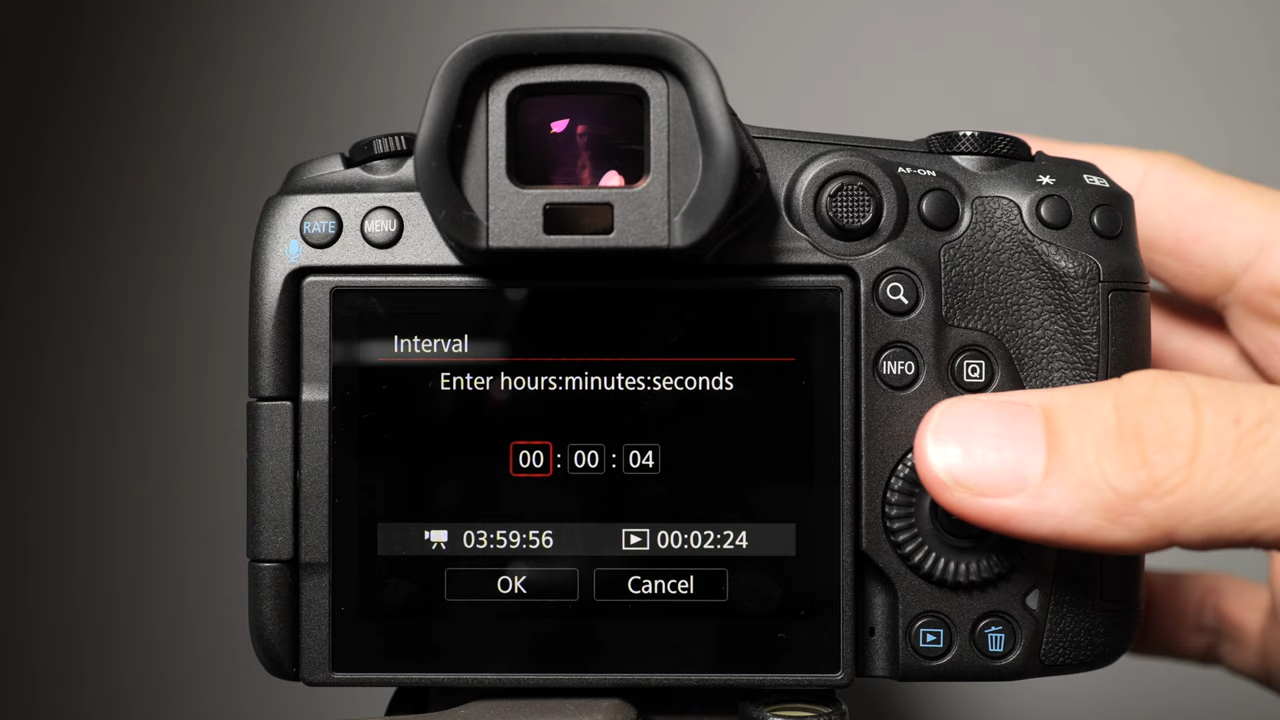 AF-ON
RATE
MENU
INFO
Q
Interval
Enter hours:minutes:seconds
00 : 00 : 04
03:59:56 00:02:24
OK Cancel